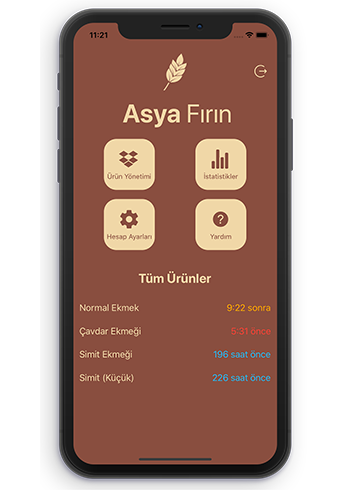 11:21
Asya Fırın
Ürün Yönetimi
İstatistikler
Hesap Ayarları
Yardım
Tüm Ürünler
Normal Ekmek 9:22 sonra
Çavdar Ekmeği 5:31 önce
Simit Ekmeği 196 saat önce
Simit (Küçük) 226 saat önce